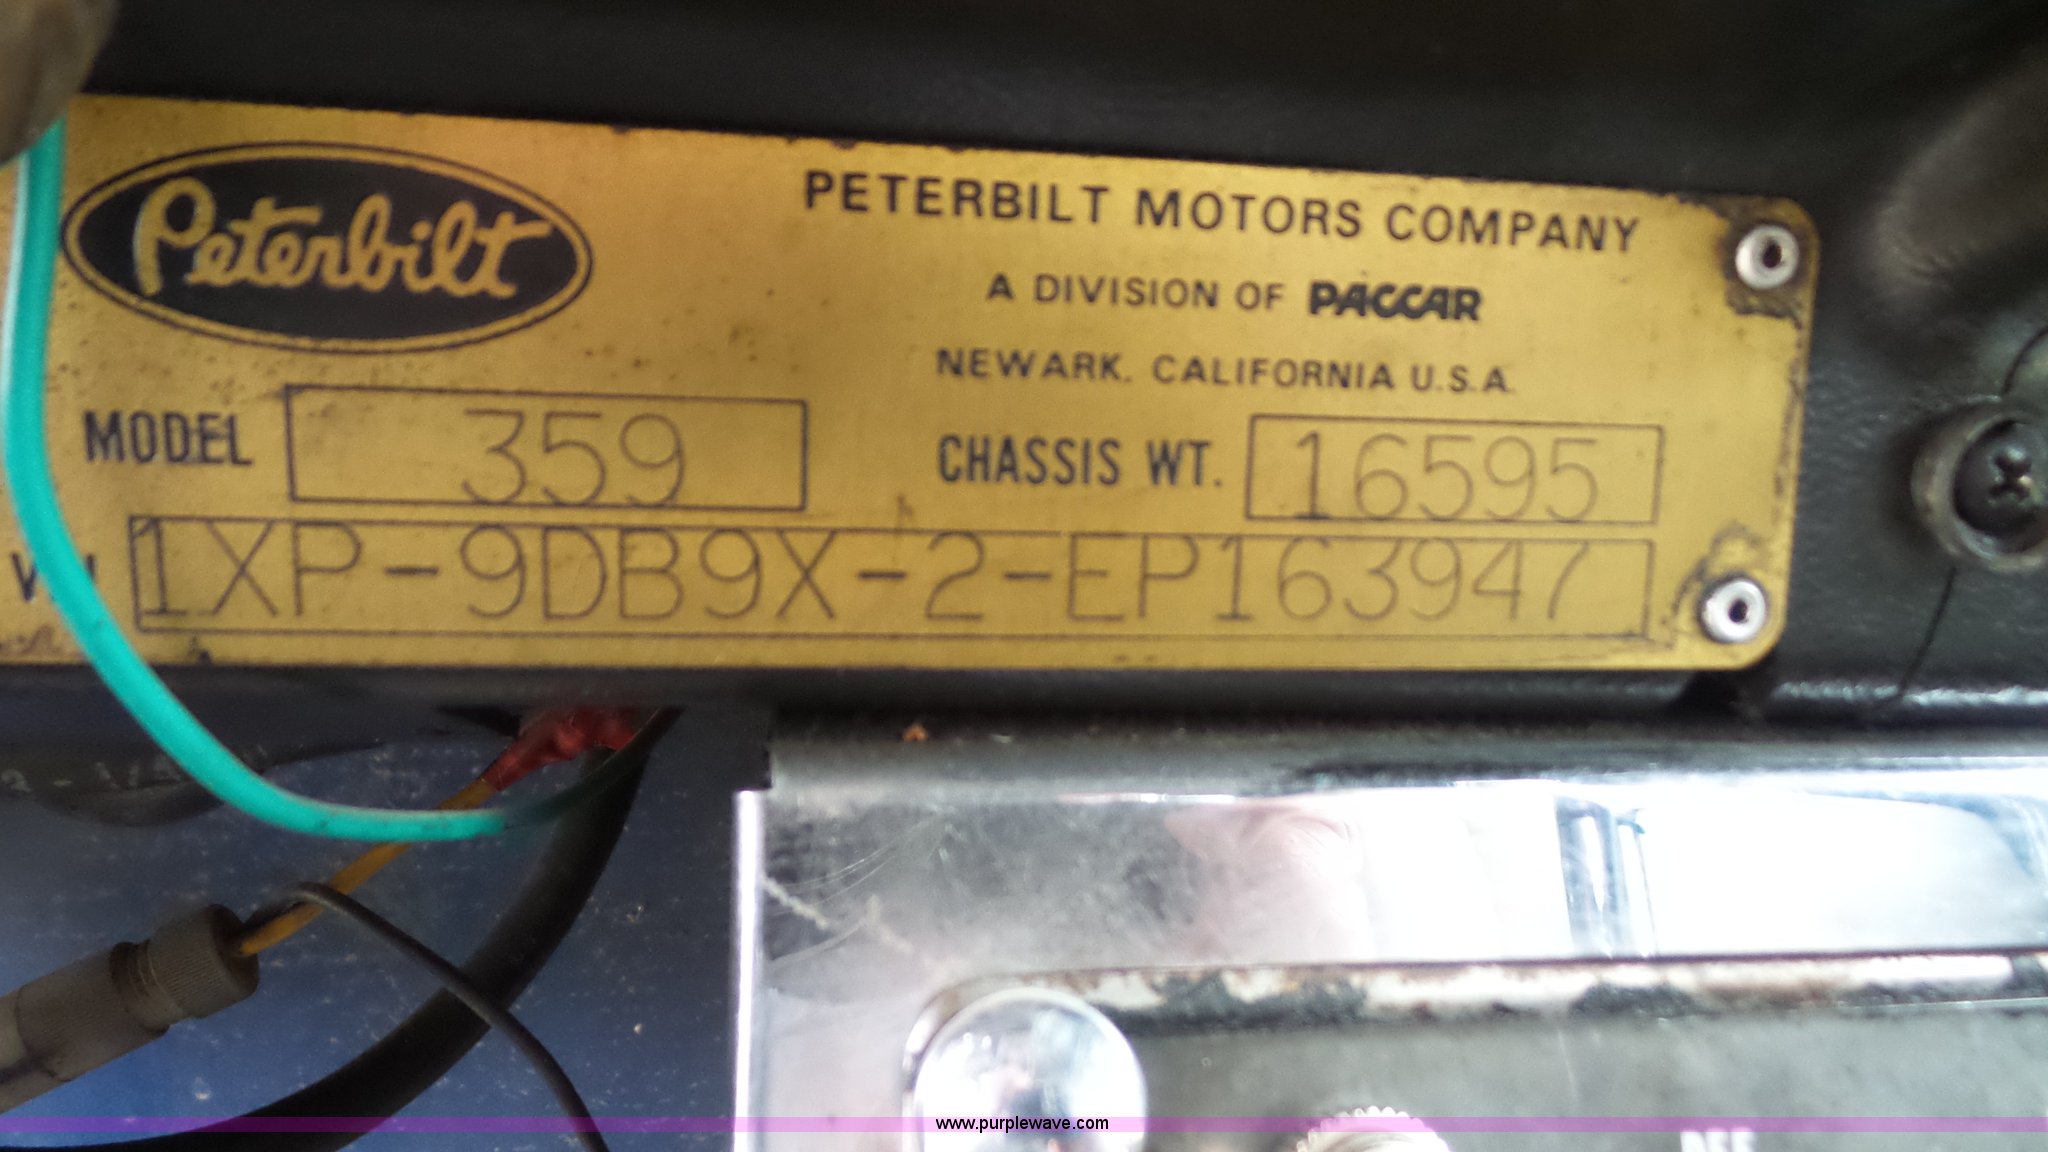 Peterbilt
PETERBILT MOTORS COMPANY
A DIVISION OF PACCAR
NEWARK, CALIFORNIA U.S.A.
MODEL 359 CHASSIS WT. 16595
1XP-9DB9X-2-EP163947
www.purplewave.com